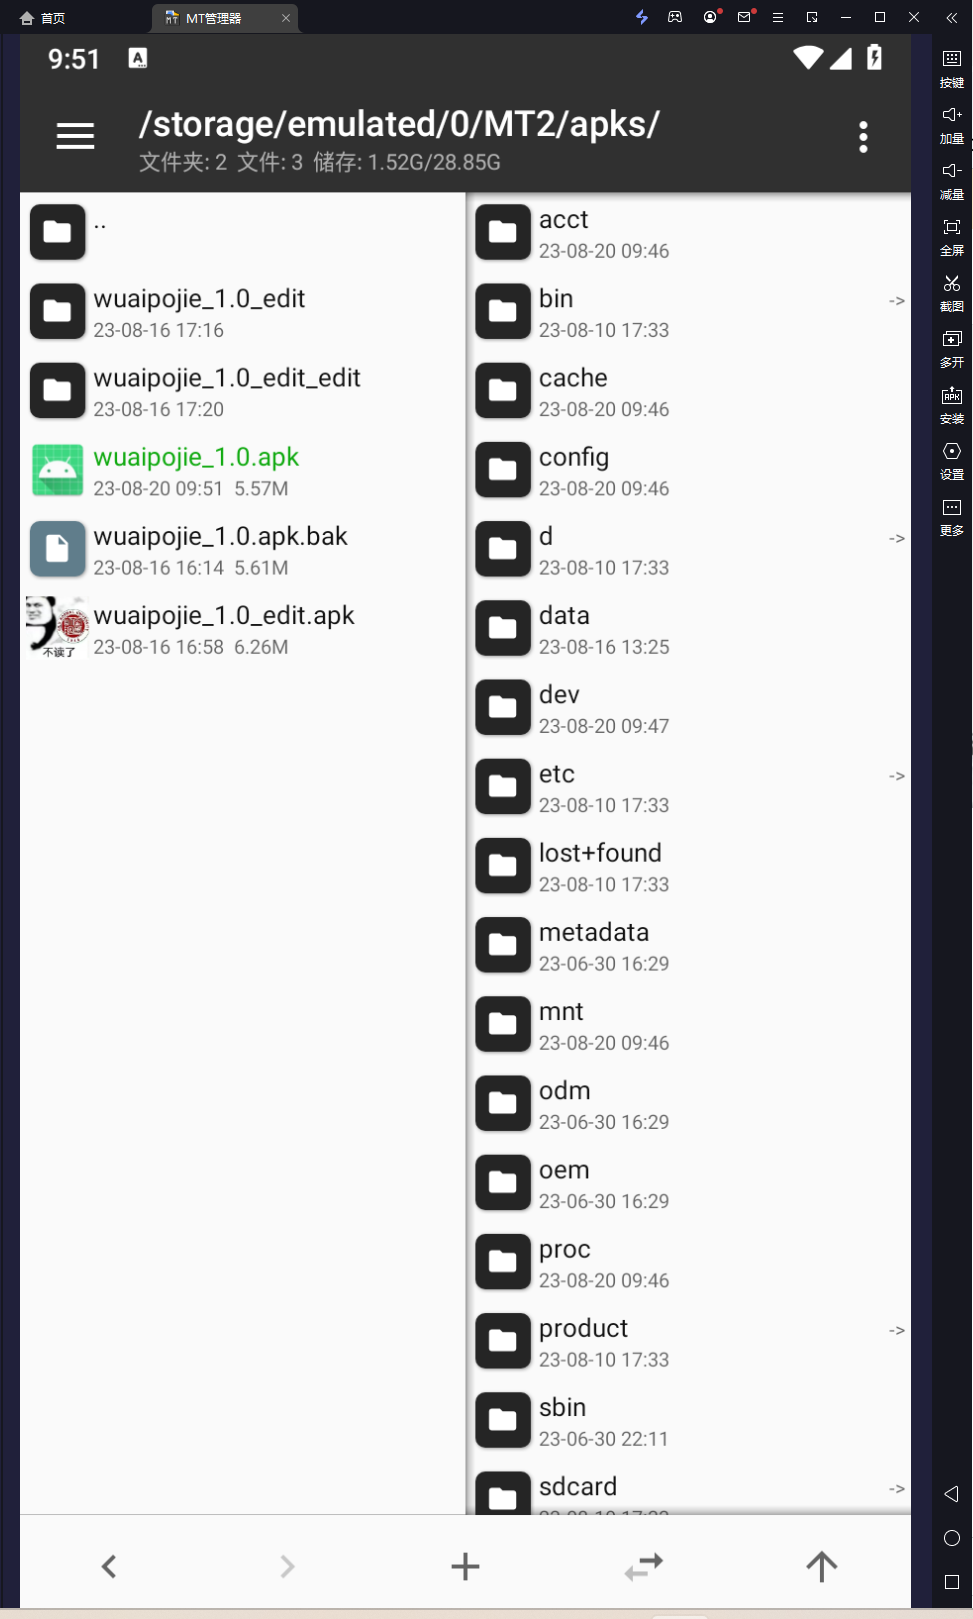 首页
MT管理器
9:51
/storage/emulated/0/MT2/apks/
文件夹: 2 文件: 3 储存: 1.52G/28.85G
..
wuaipojie_1.0_edit
23-08-16 17:16
wuaipojie_1.0_edit_edit
23-08-16 17:20
wuaipojie_1.0.apk
23-08-20 09:51 5.57M
wuaipojie_1.0.apk.bak
23-08-16 16:14 5.61M
不读了
wuaipojie_1.0_edit.apk
23-08-16 16:58 6.26M
acct
23-08-20 09:46
bin
23-08-10 17:33
->
cache
23-08-20 09:46
config
23-08-20 09:46
d
23-08-10 17:33
->
data
23-08-16 13:25
dev
23-08-20 09:47
etc
23-08-10 17:33
->
lost+found
23-08-10 17:33
metadata
23-06-30 16:29
mnt
23-08-20 09:46
odm
23-06-30 16:29
oem
23-06-30 16:29
proc
23-08-20 09:46
product
23-08-10 17:33
->
sbin
23-06-30 22:11
sdcard
->
按键
加量
减量
全屏
截图
多开
安装
设置
更多